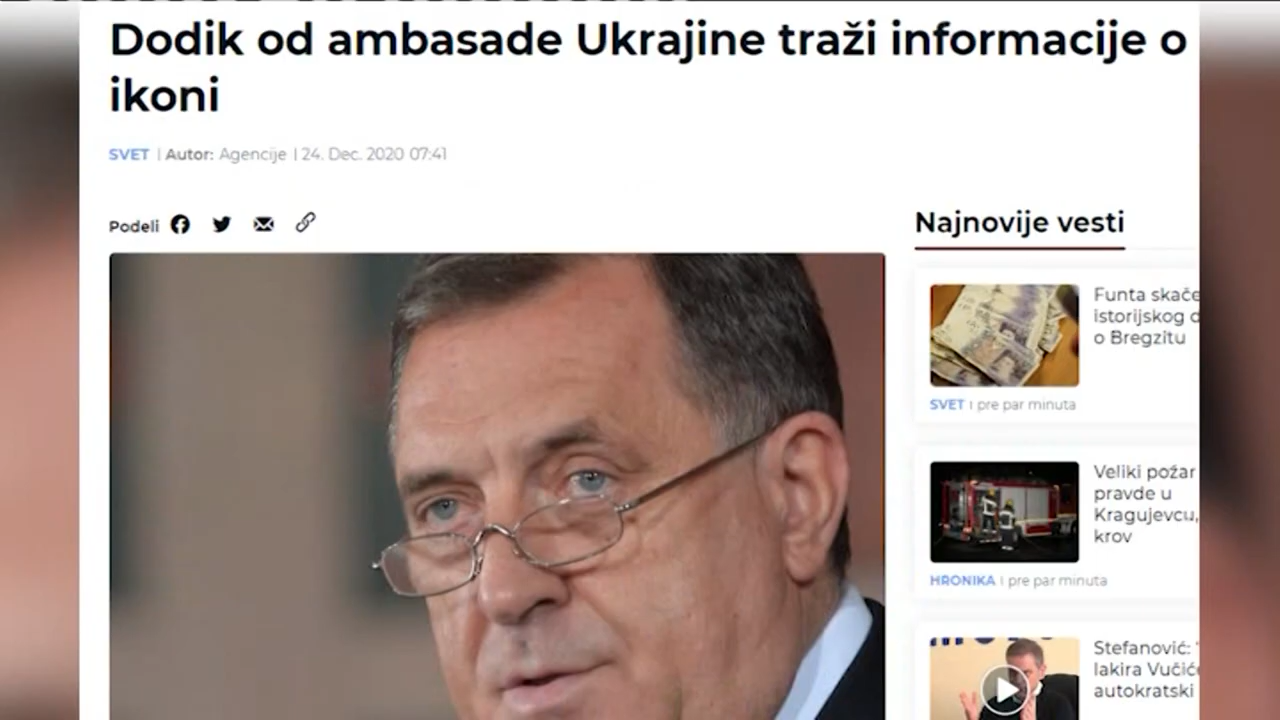 Dodik od ambasade Ukrajine traži informacije o
ikoni
SVET | Autor: Agencije | 24. Dec. 2020 07:41
Podeli
Najnovije vesti
Funta skače
istorijskog d
o Bregzitu
SVET | pre par minuta
Veliki požar
pravde u
Kragujevcu,
krov
HRONIKA | pre par minuta
Stefanović: "
lakira Vučić
autokratski